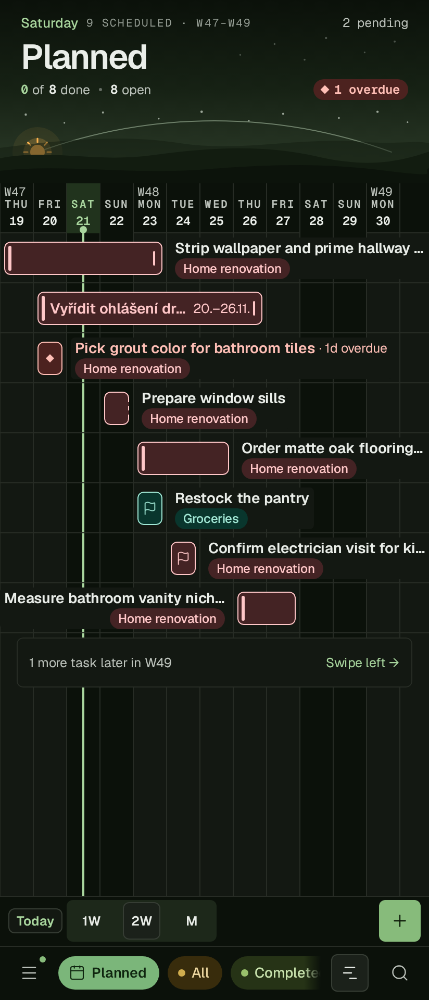 Saturday 9 SCHEDULED · W47–W49 2 pending
Planned
0 of 8 done • 8 open ◆ 1 overdue
W47 W48 W49
THU FRI SAT SUN MON TUE WED THU FRI SAT SUN MON
19 20 21 22 23 24 25 26 27 28 29 30
Strip wallpaper and prime hallway …
Home renovation
Vyřídit ohlášení dr… 20.–26.11.
Pick grout color for bathroom tiles · 1d overdue
Home renovation
Prepare window sills
Home renovation
Order matte oak flooring…
Home renovation
Restock the pantry
Groceries
Confirm electrician visit for ki…
Home renovation
Measure bathroom vanity nich…
Home renovation
1 more task later in W49 Swipe left →
Today 1W 2W M +
Planned All Complete